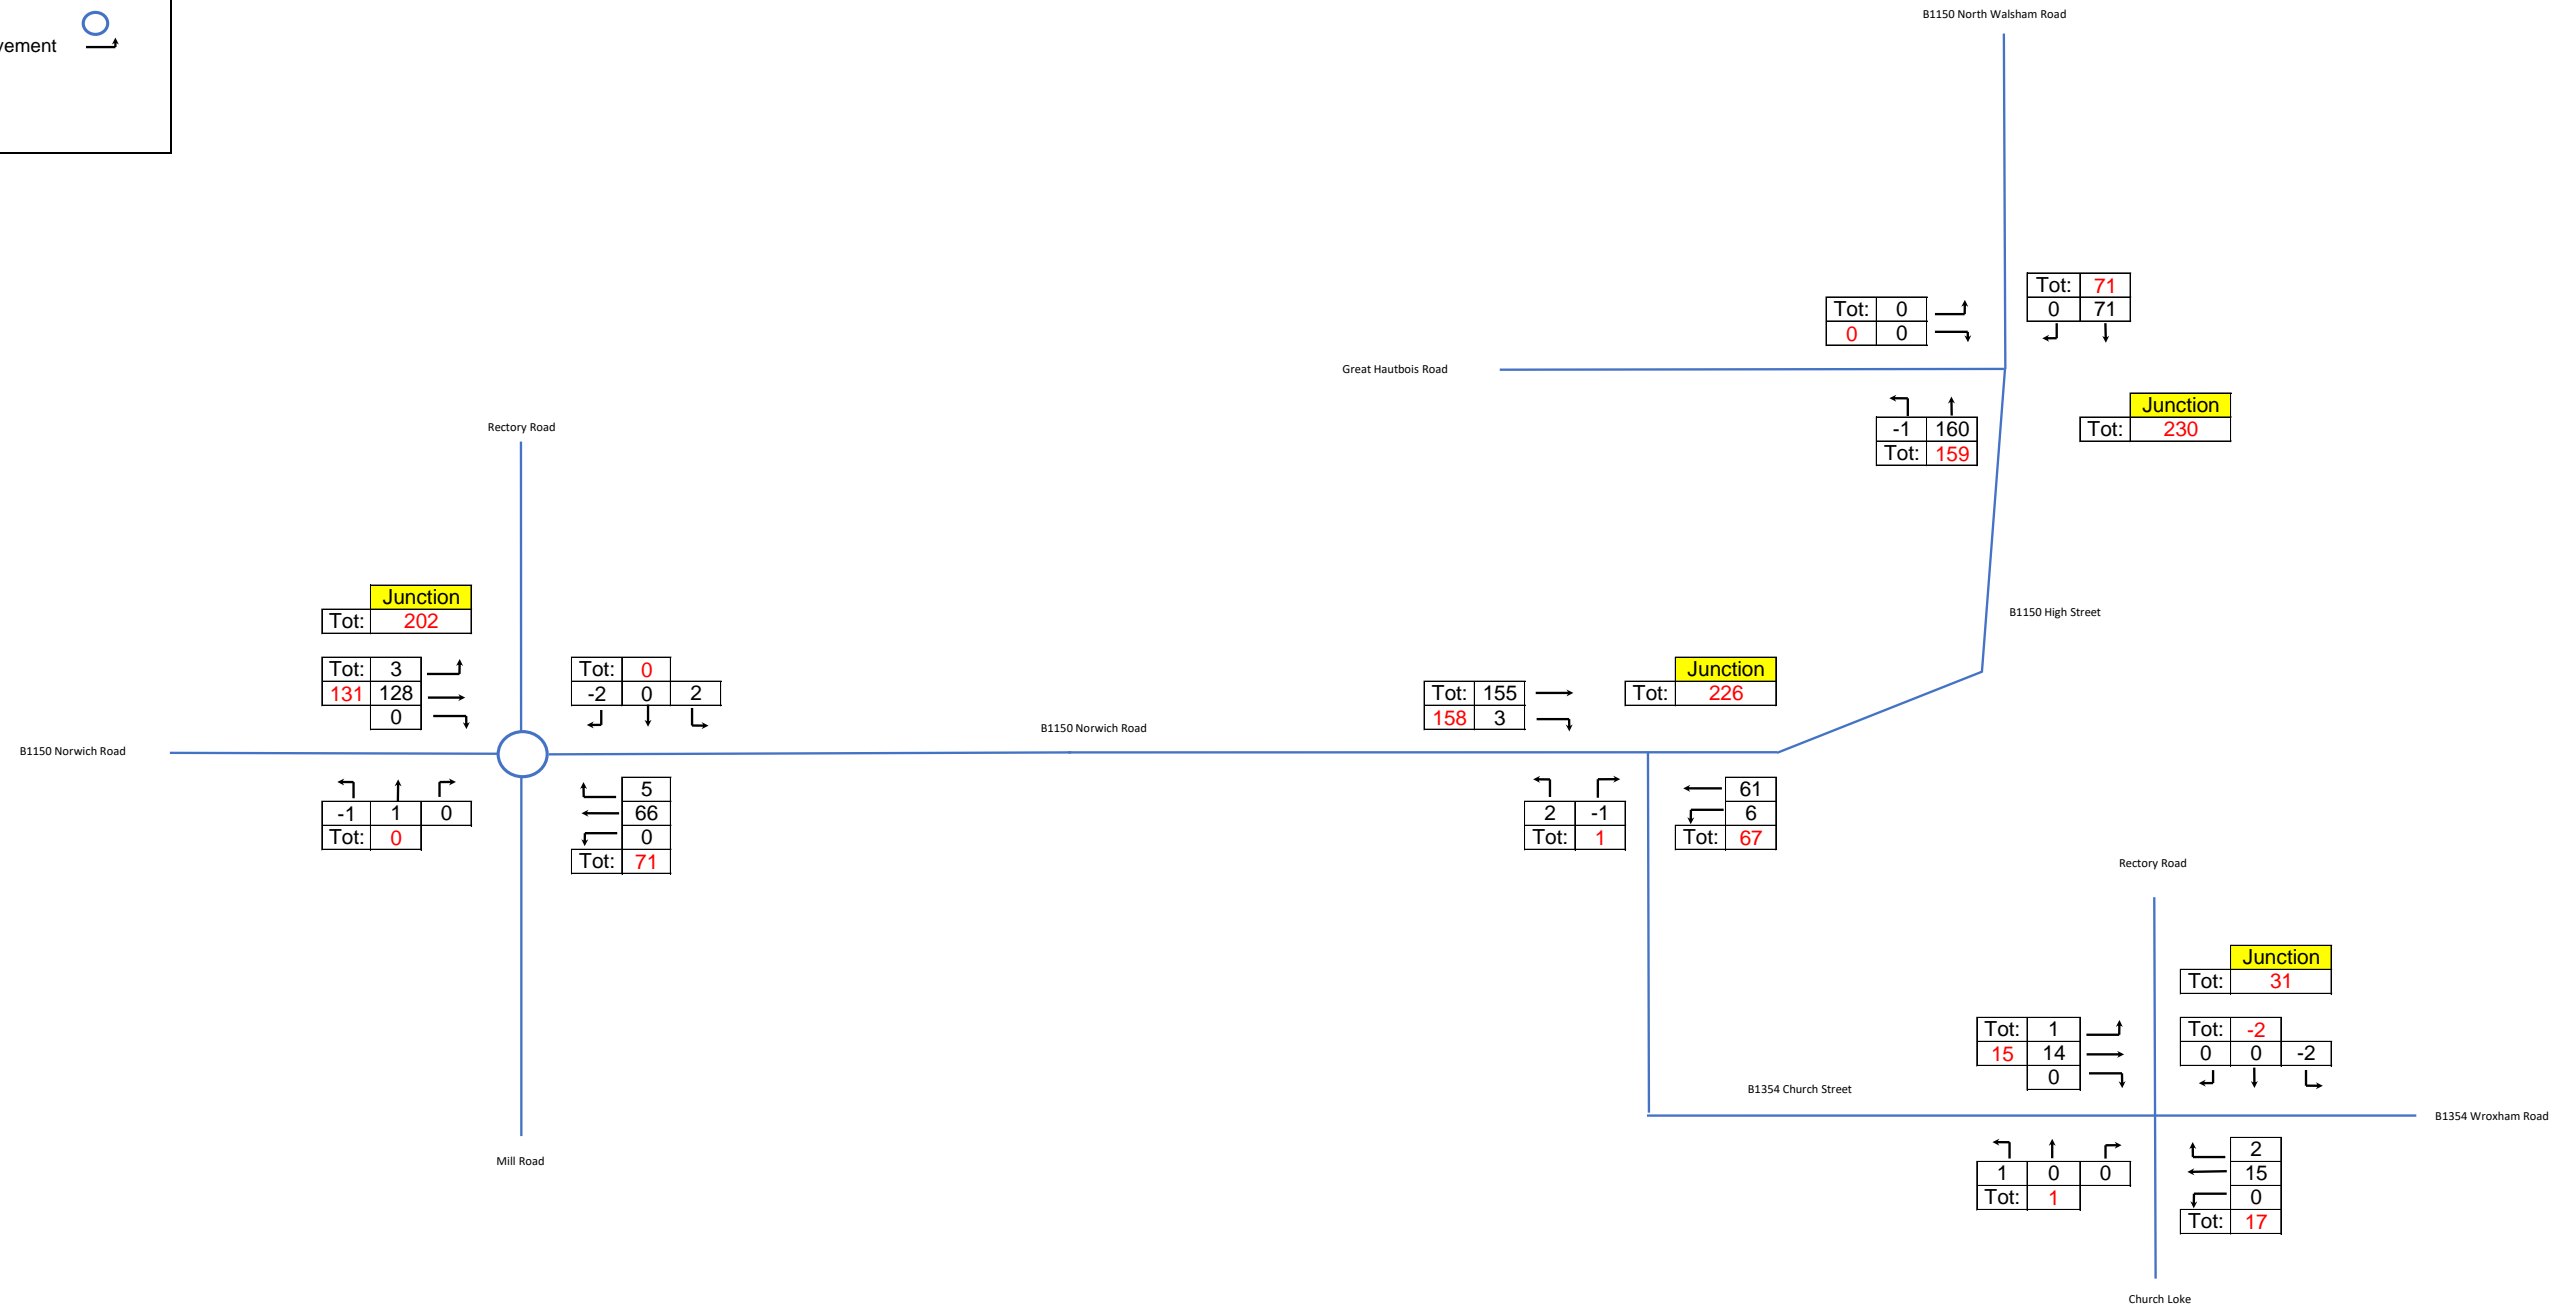 vement
B1150 North Walsham Road
Tot: 71
0 71
Tot: 0
0 0
Great Hautbois Road
-1 160
Tot: 159
Junction
Tot: 230
Rectory Road
B1150 High Street
Junction
Tot: 202
Tot: 3
131 128
0
Tot: 0
-2 0 2
B1150 Norwich Road
-1 1 0
Tot: 0
5
66
0
Tot: 71
Mill Road
B1150 Norwich Road
Tot: 155
158 3
Junction
Tot: 226
2 -1
Tot: 1
61
6
Tot: 67
Rectory Road
Junction
Tot: 31
Tot: 1
15 14
0
Tot: -2
0 0 -2
B1354 Church Street
B1354 Wroxham Road
1 0 0
Tot: 1
2
15
0
Tot: 17
Church Loke